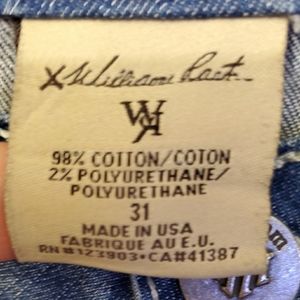 X William Rast
WR
98% COTTON/COTON
2% POLYURETHANE/
POLYURETHANE
31
MADE IN USA
FABRIQUE AU E.U.
RN#123903•CA#41387